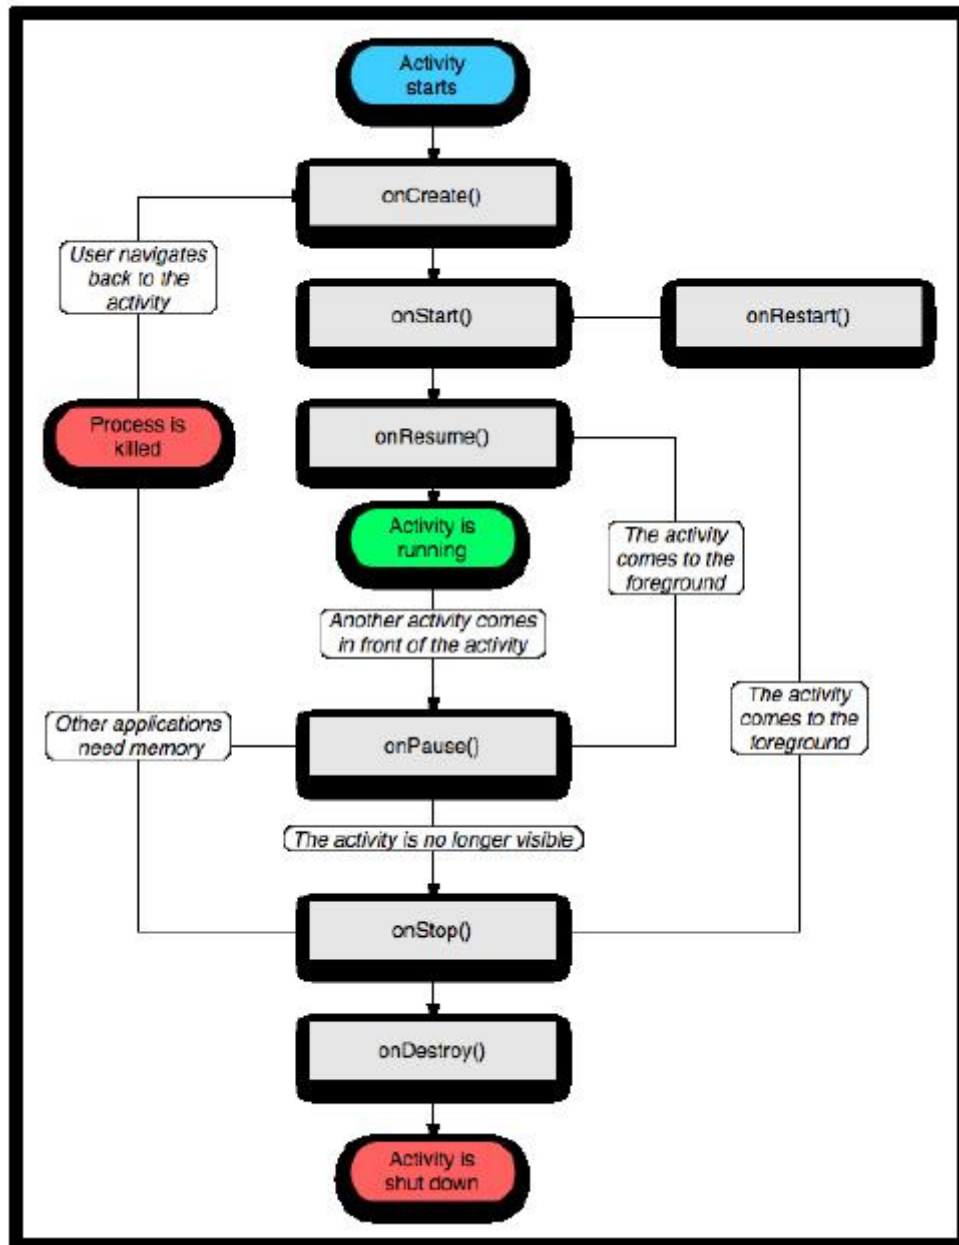 Activity
starts
onCreate()
User navigates
back to the
activity
onStart()
onRestart()
Process is
killed
onResume()
Activity is
running
The activity
comes to the
foreground
Another activity comes
in front of the activity
The activity
comes to the
foreground
Other applications
need memory
onPause()
The activity is no longer visible
onStop()
onDestroy()
Activity is
shut down